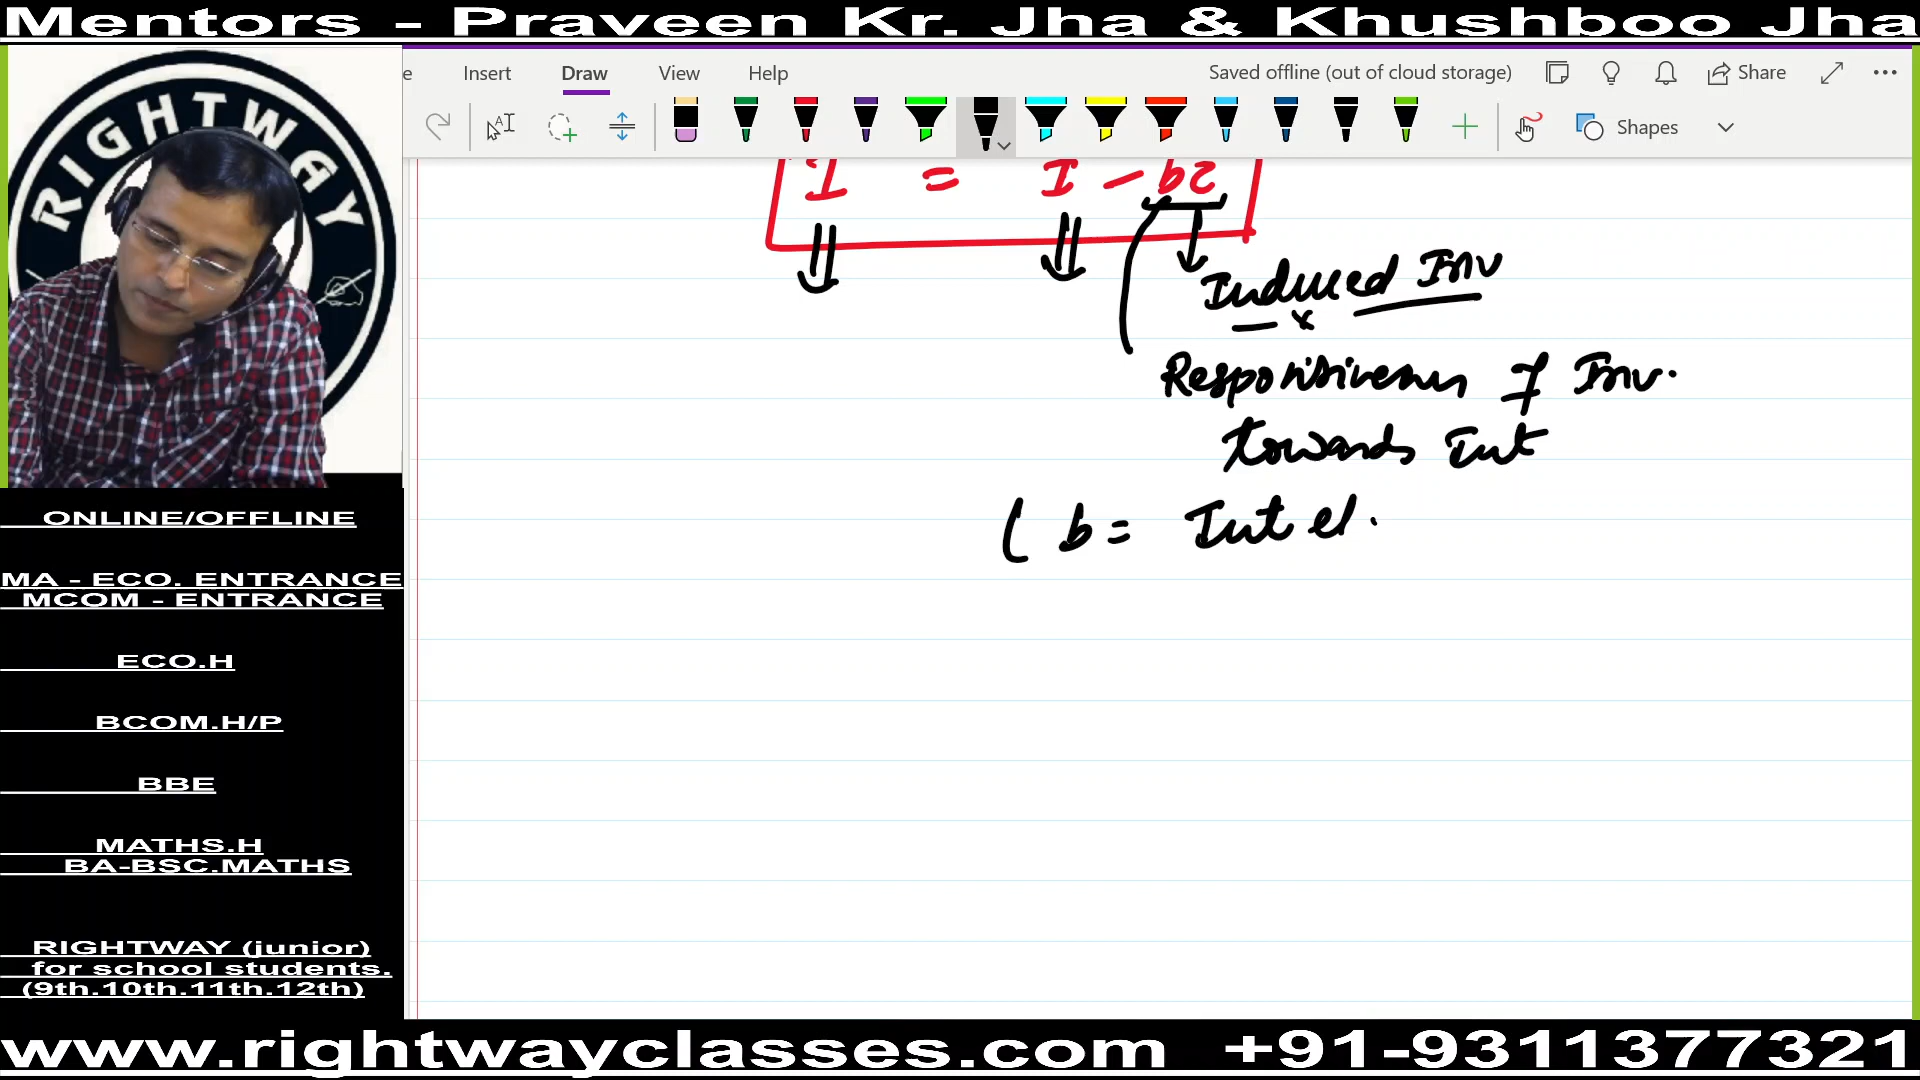 Mentors - Praveen Kr. Jha & Khushboo Jha
RIGHTWAY
e Insert Draw View Help
Saved offline (out of cloud storage) Share
Shapes
I = I - bi
Induced Inv
x
of Inv.
towards Int
( b = Int el.
ONLINE/OFFLINE
MA - ECO. ENTRANCE
MCOM - ENTRANCE
ECO.H
BCOM.H/P
BBE
MATHS.H
BA-BSC.MATHS
RIGHTWAY (junior)
for school students.
(9th.10th.11th.12th)
www.rightwayclasses.com +91-9311377321